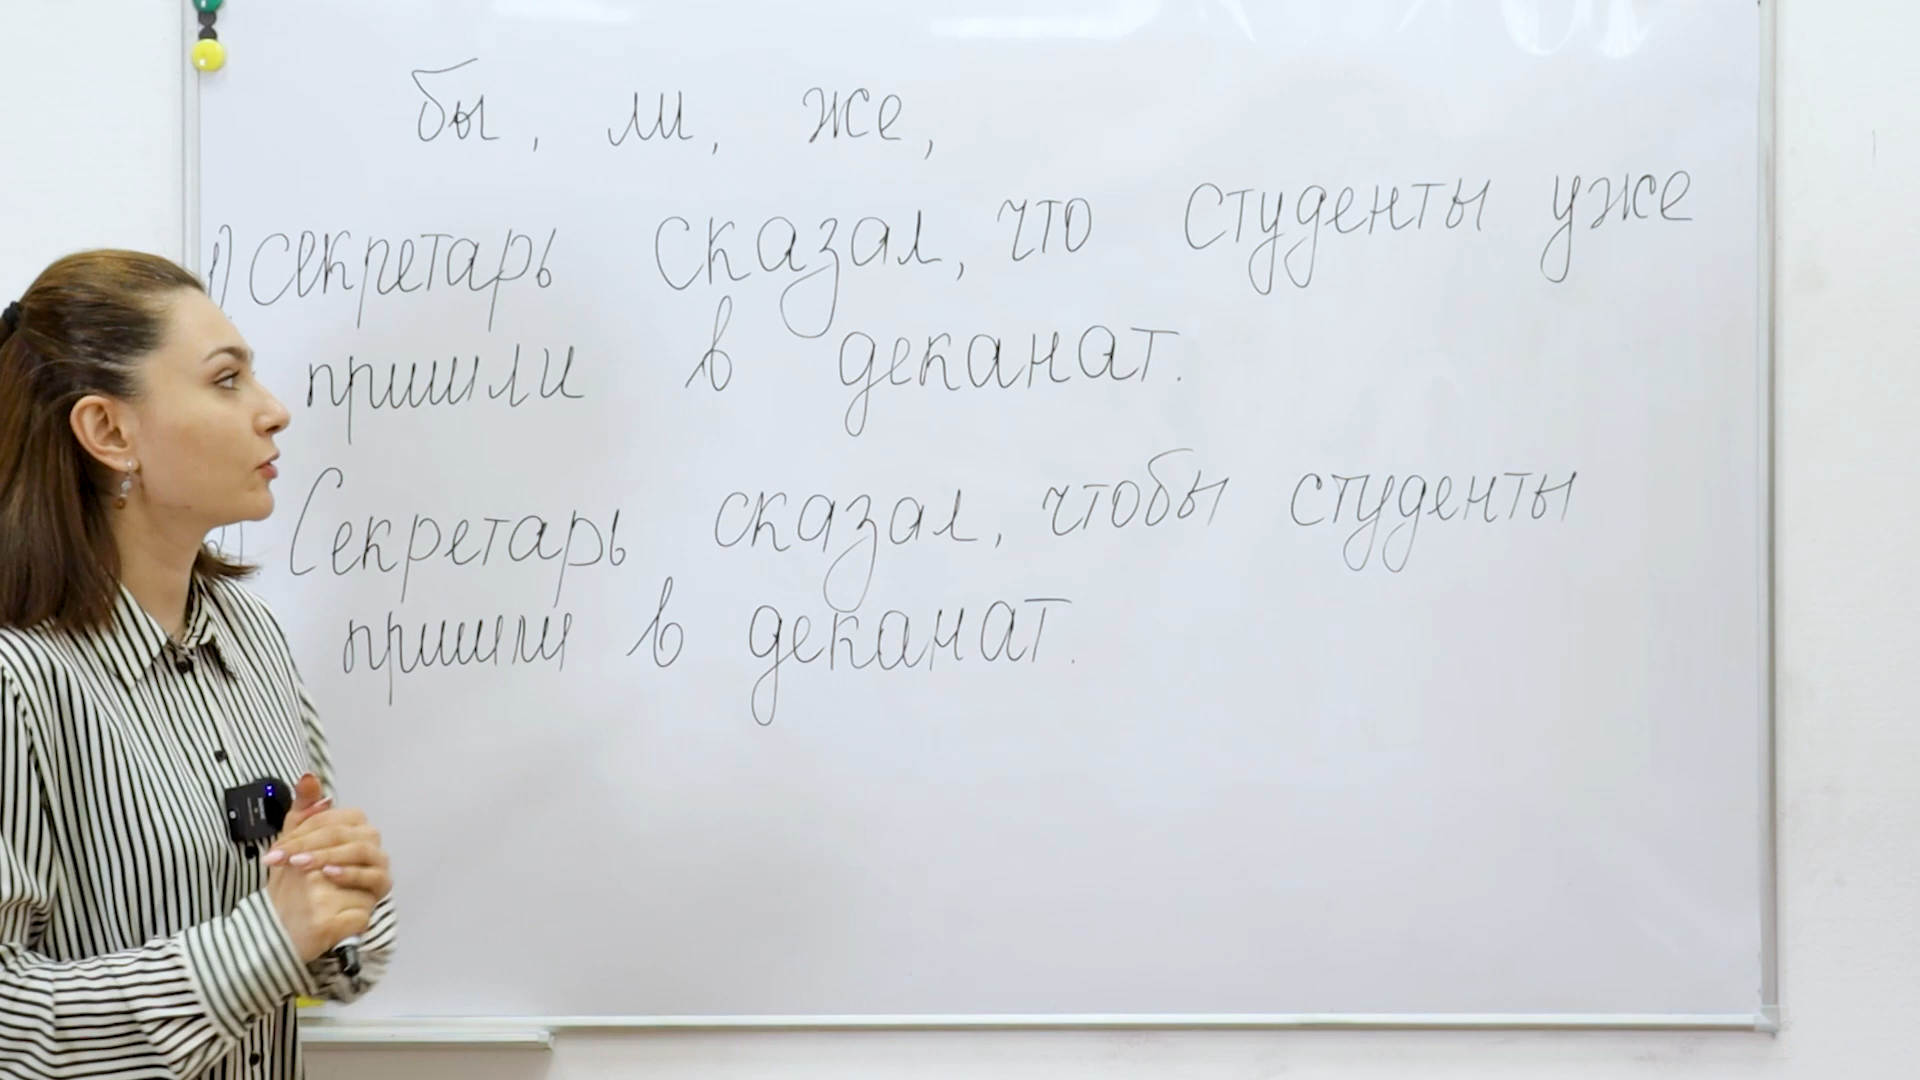 бы, ли, же,
1) Секретарь сказал, что студенты уже
пришли в деканат.
Секретарь сказал, чтобы студенты
пришли в деканат.